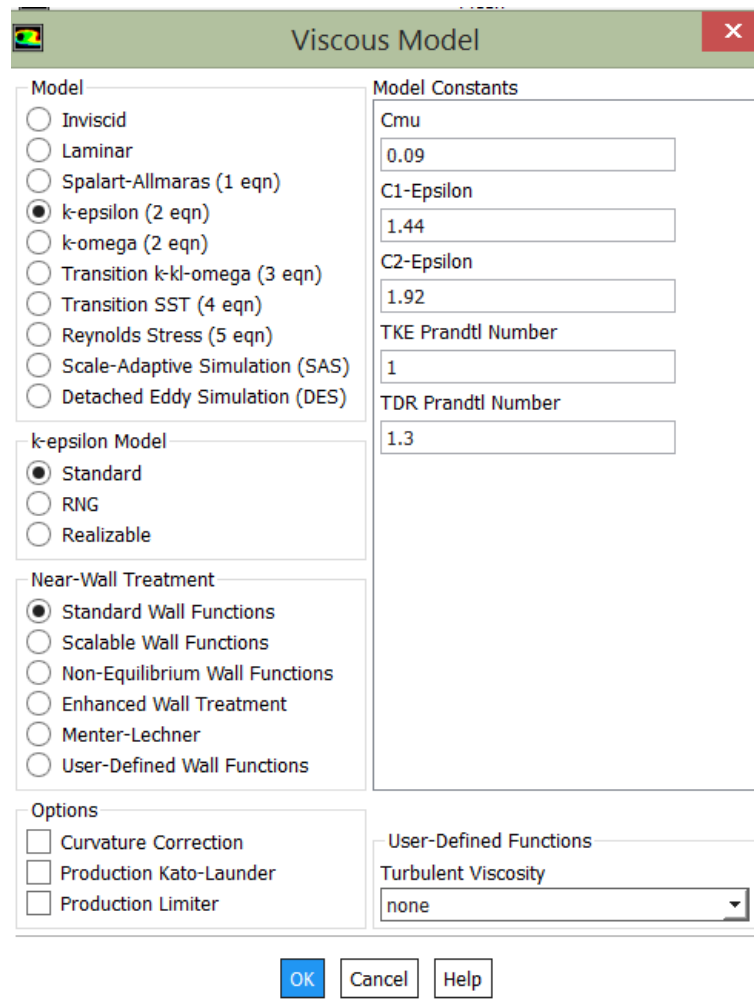 Viscous Model
Model
Inviscid
Laminar
Spalart-Allmaras (1 eqn)
k-epsilon (2 eqn)
k-omega (2 eqn)
Transition k-kl-omega (3 eqn)
Transition SST (4 eqn)
Reynolds Stress (5 eqn)
Scale-Adaptive Simulation (SAS)
Detached Eddy Simulation (DES)
k-epsilon Model
Standard
RNG
Realizable
Near-Wall Treatment
Standard Wall Functions
Scalable Wall Functions
Non-Equilibrium Wall Functions
Enhanced Wall Treatment
Menter-Lechner
User-Defined Wall Functions
Options
Curvature Correction
Production Kato-Launder
Production Limiter
Model Constants
Cmu
0.09
C1-Epsilon
1.44
C2-Epsilon
1.92
TKE Prandtl Number
1
TDR Prandtl Number
1.3
User-Defined Functions
Turbulent Viscosity
none
OK Cancel Help